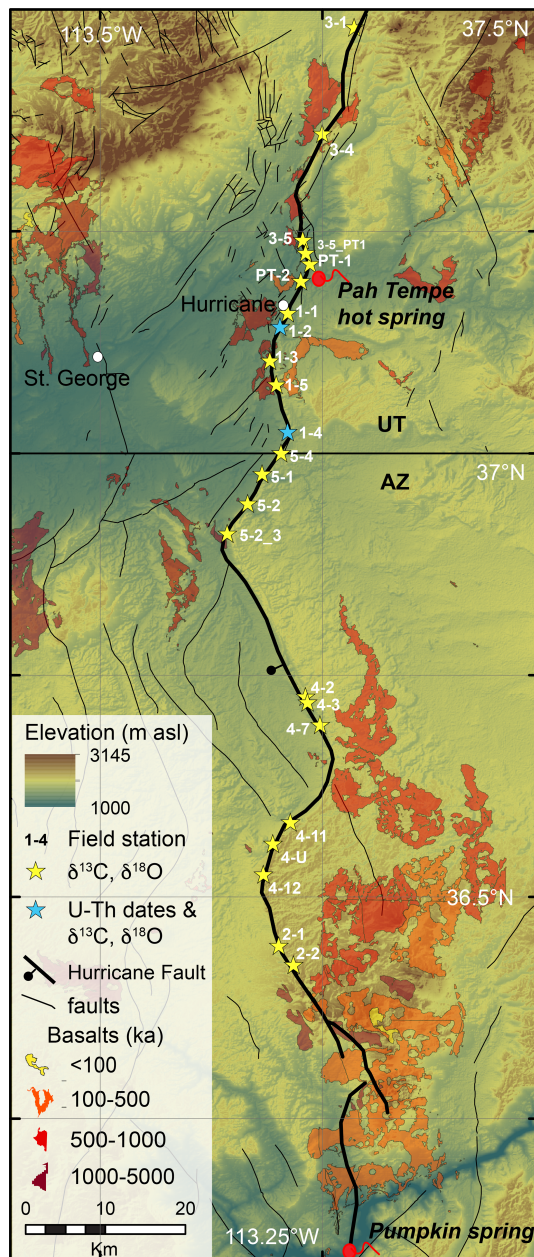 3-1
113.5°W
37.5°N
3-4
3-5
3-5_PT1
PT-1
PT-2
Pah Tempe
hot spring
Hurricane
1-1
1-2
1-3
St. George
1-5
UT
1-4
5-4
37°N
5-1
AZ
5-2
5-2_3
4-2
4-3
4-7
Elevation (m asl)
3145
1000
1-4 Field station
δ¹³C, δ¹⁸O
U-Th dates &
δ¹³C, δ¹⁸O
Hurricane Fault
faults
Basalts (ka)
<100
100-500
500-1000
1000-5000
0 10 20
Km
4-11
4-U
4-12
36.5°N
2-1
2-2
113.25°W
Pumpkin spring